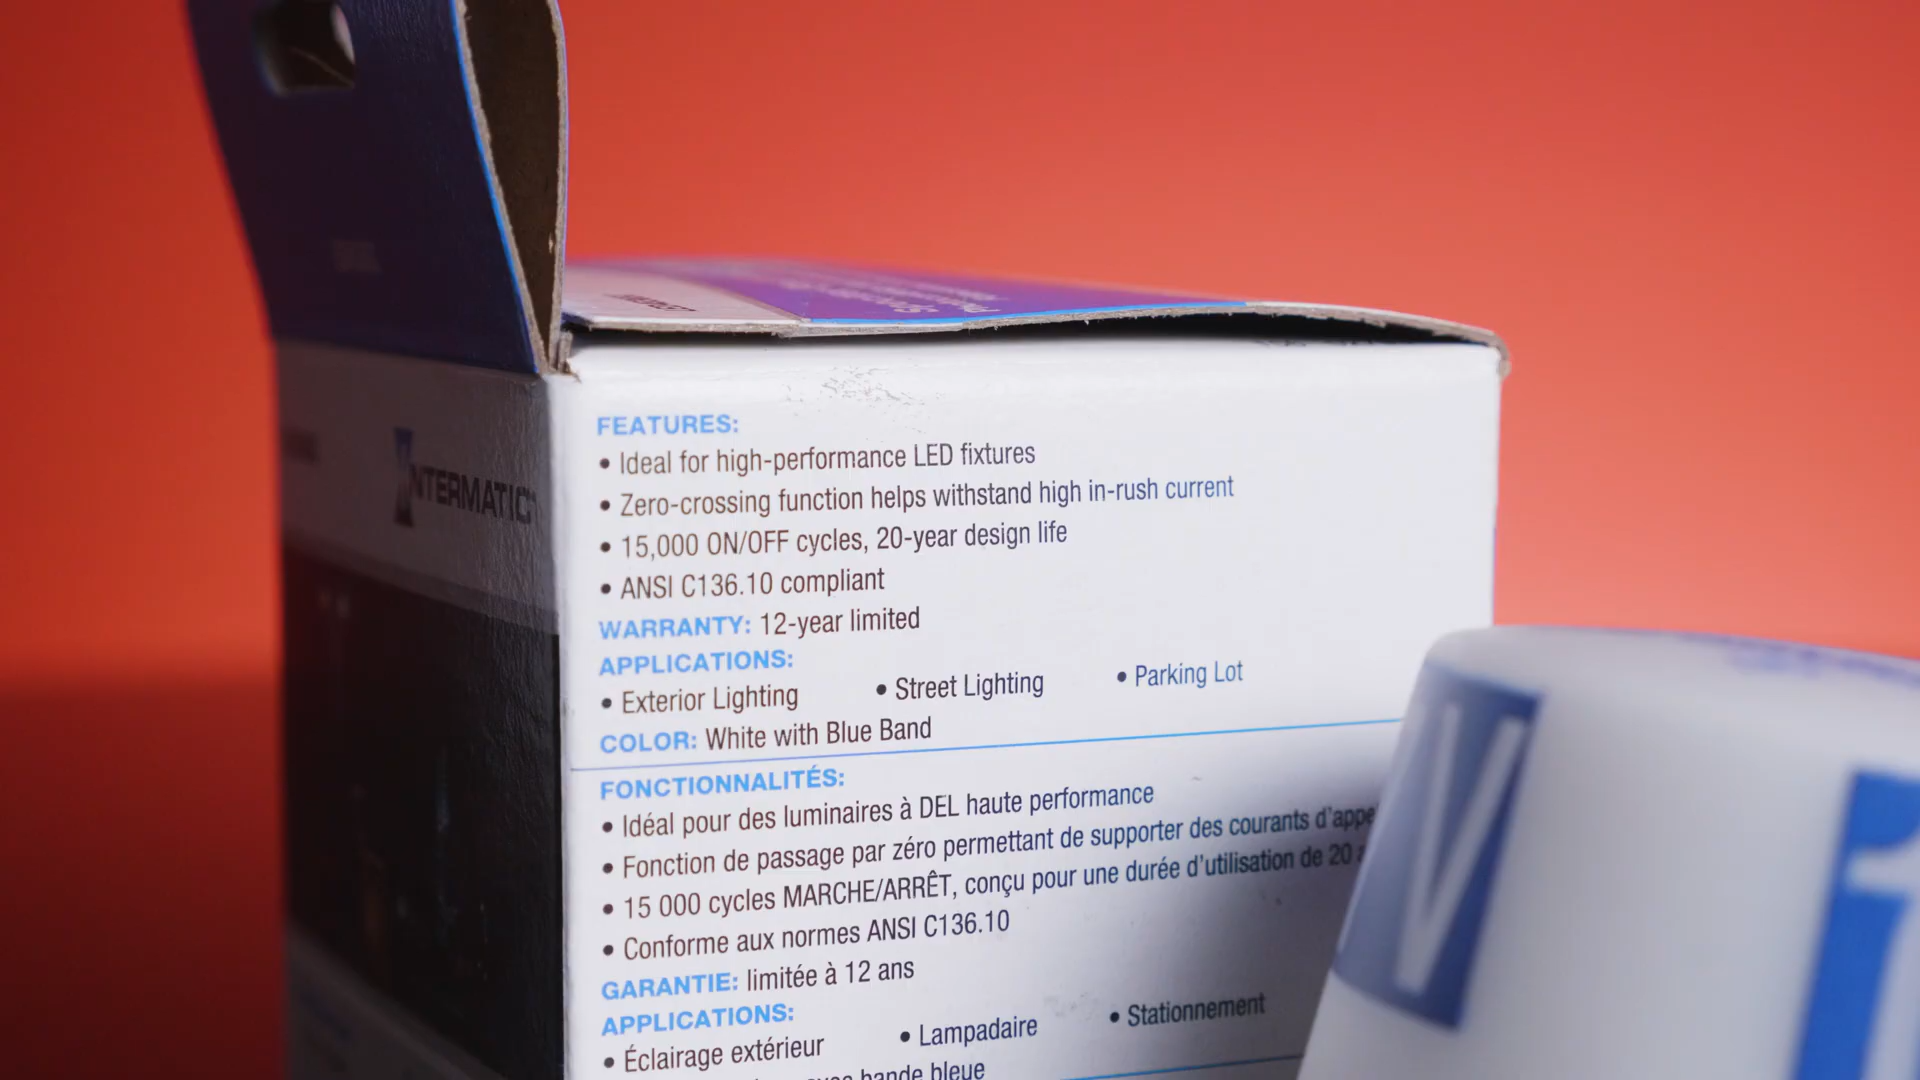 INTERMATIC
FEATURES:
• Ideal for high-performance LED fixtures
• Zero-crossing function helps withstand high in-rush current
• 15,000 ON/OFF cycles, 20-year design life
• ANSI C136.10 compliant
WARRANTY: 12-year limited
APPLICATIONS:
• Exterior Lighting • Street Lighting • Parking Lot
COLOR: White with Blue Band
FONCTIONNALITÉS:
• Idéal pour des luminaires à DEL haute performance
• Fonction de passage par zéro permettant de supporter des courants d'appe
• 15 000 cycles MARCHE/ARRÊT, conçu pour une durée d'utilisation de 20
• Conforme aux normes ANSI C136.10
GARANTIE: limitée à 12 ans
APPLICATIONS:
• Éclairage extérieur • Lampadaire • Stationnement
avec bande bleue
V
1